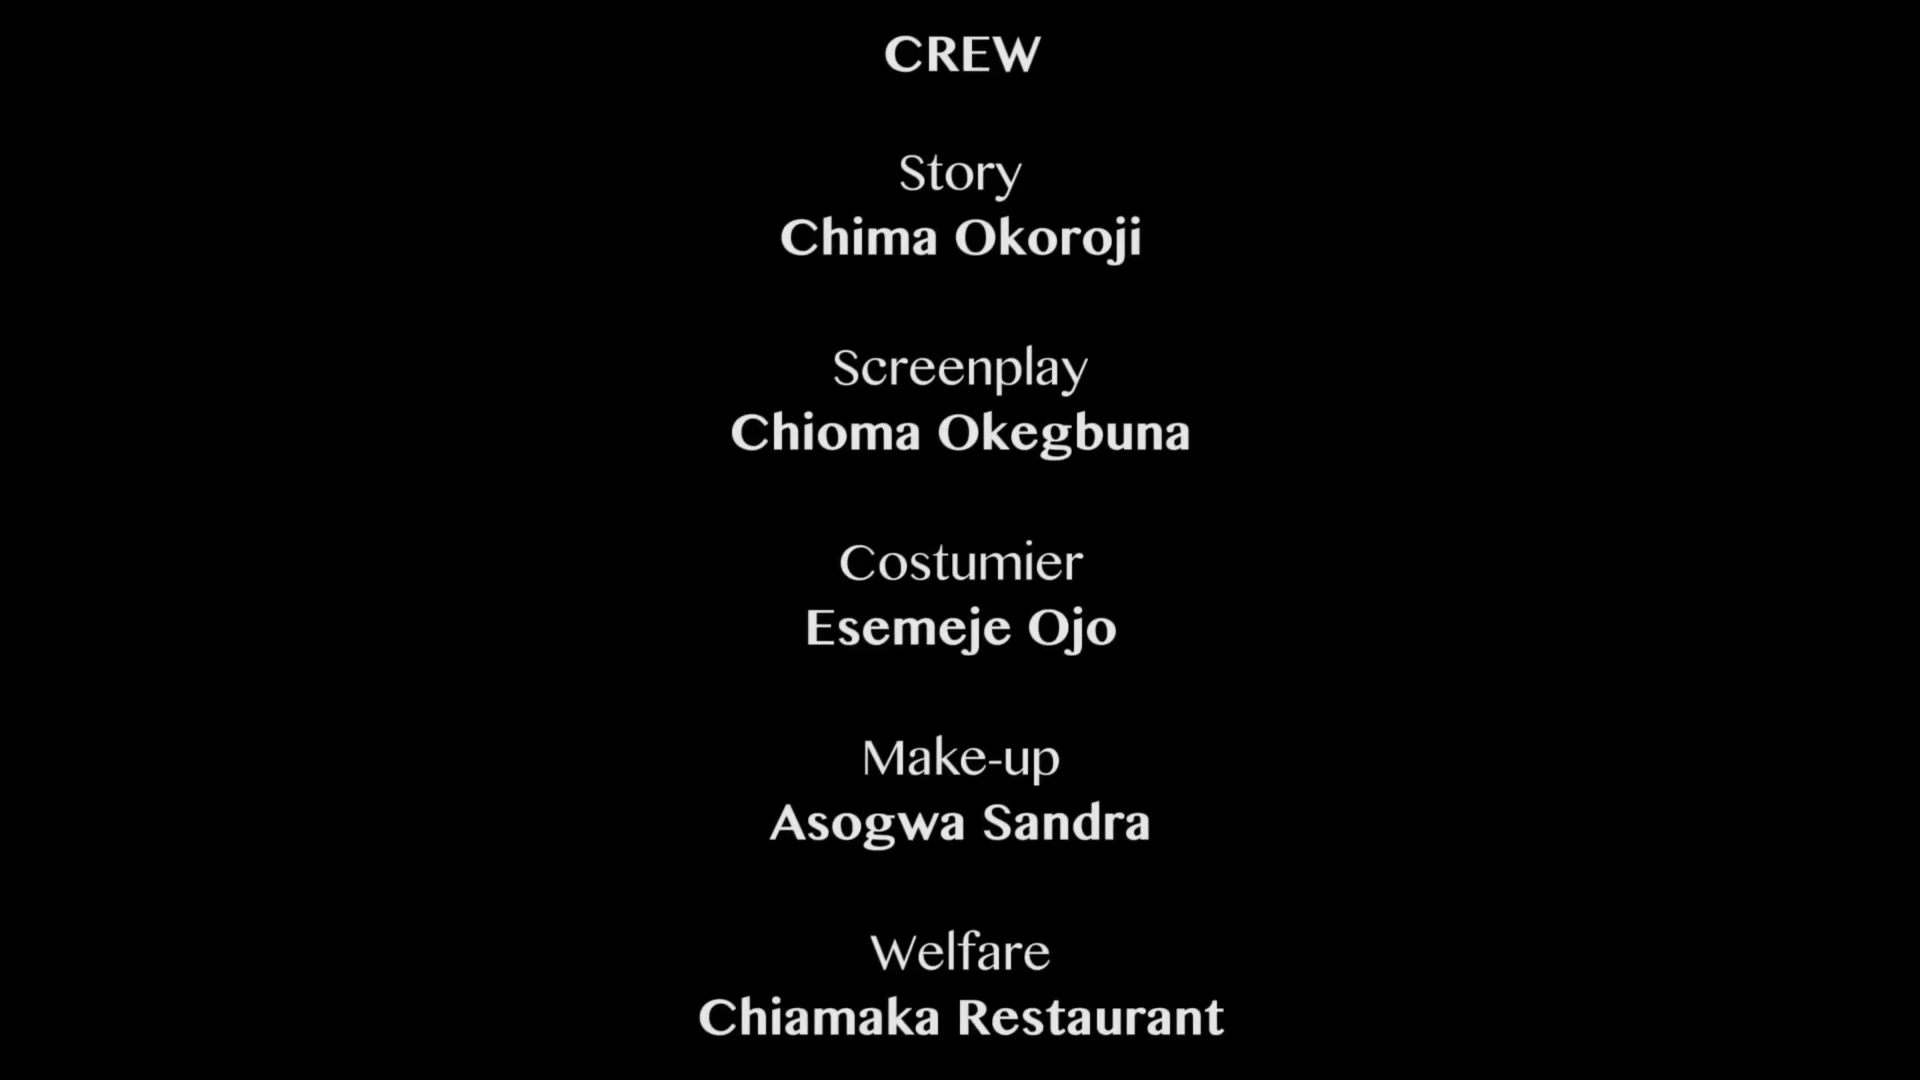 CREW
Story
Chima Okoroji
Screenplay
Chioma Okegbuna
Costumier
Esemeje Ojo
Make-up
Asogwa Sandra
Welfare
Chiamaka Restaurant